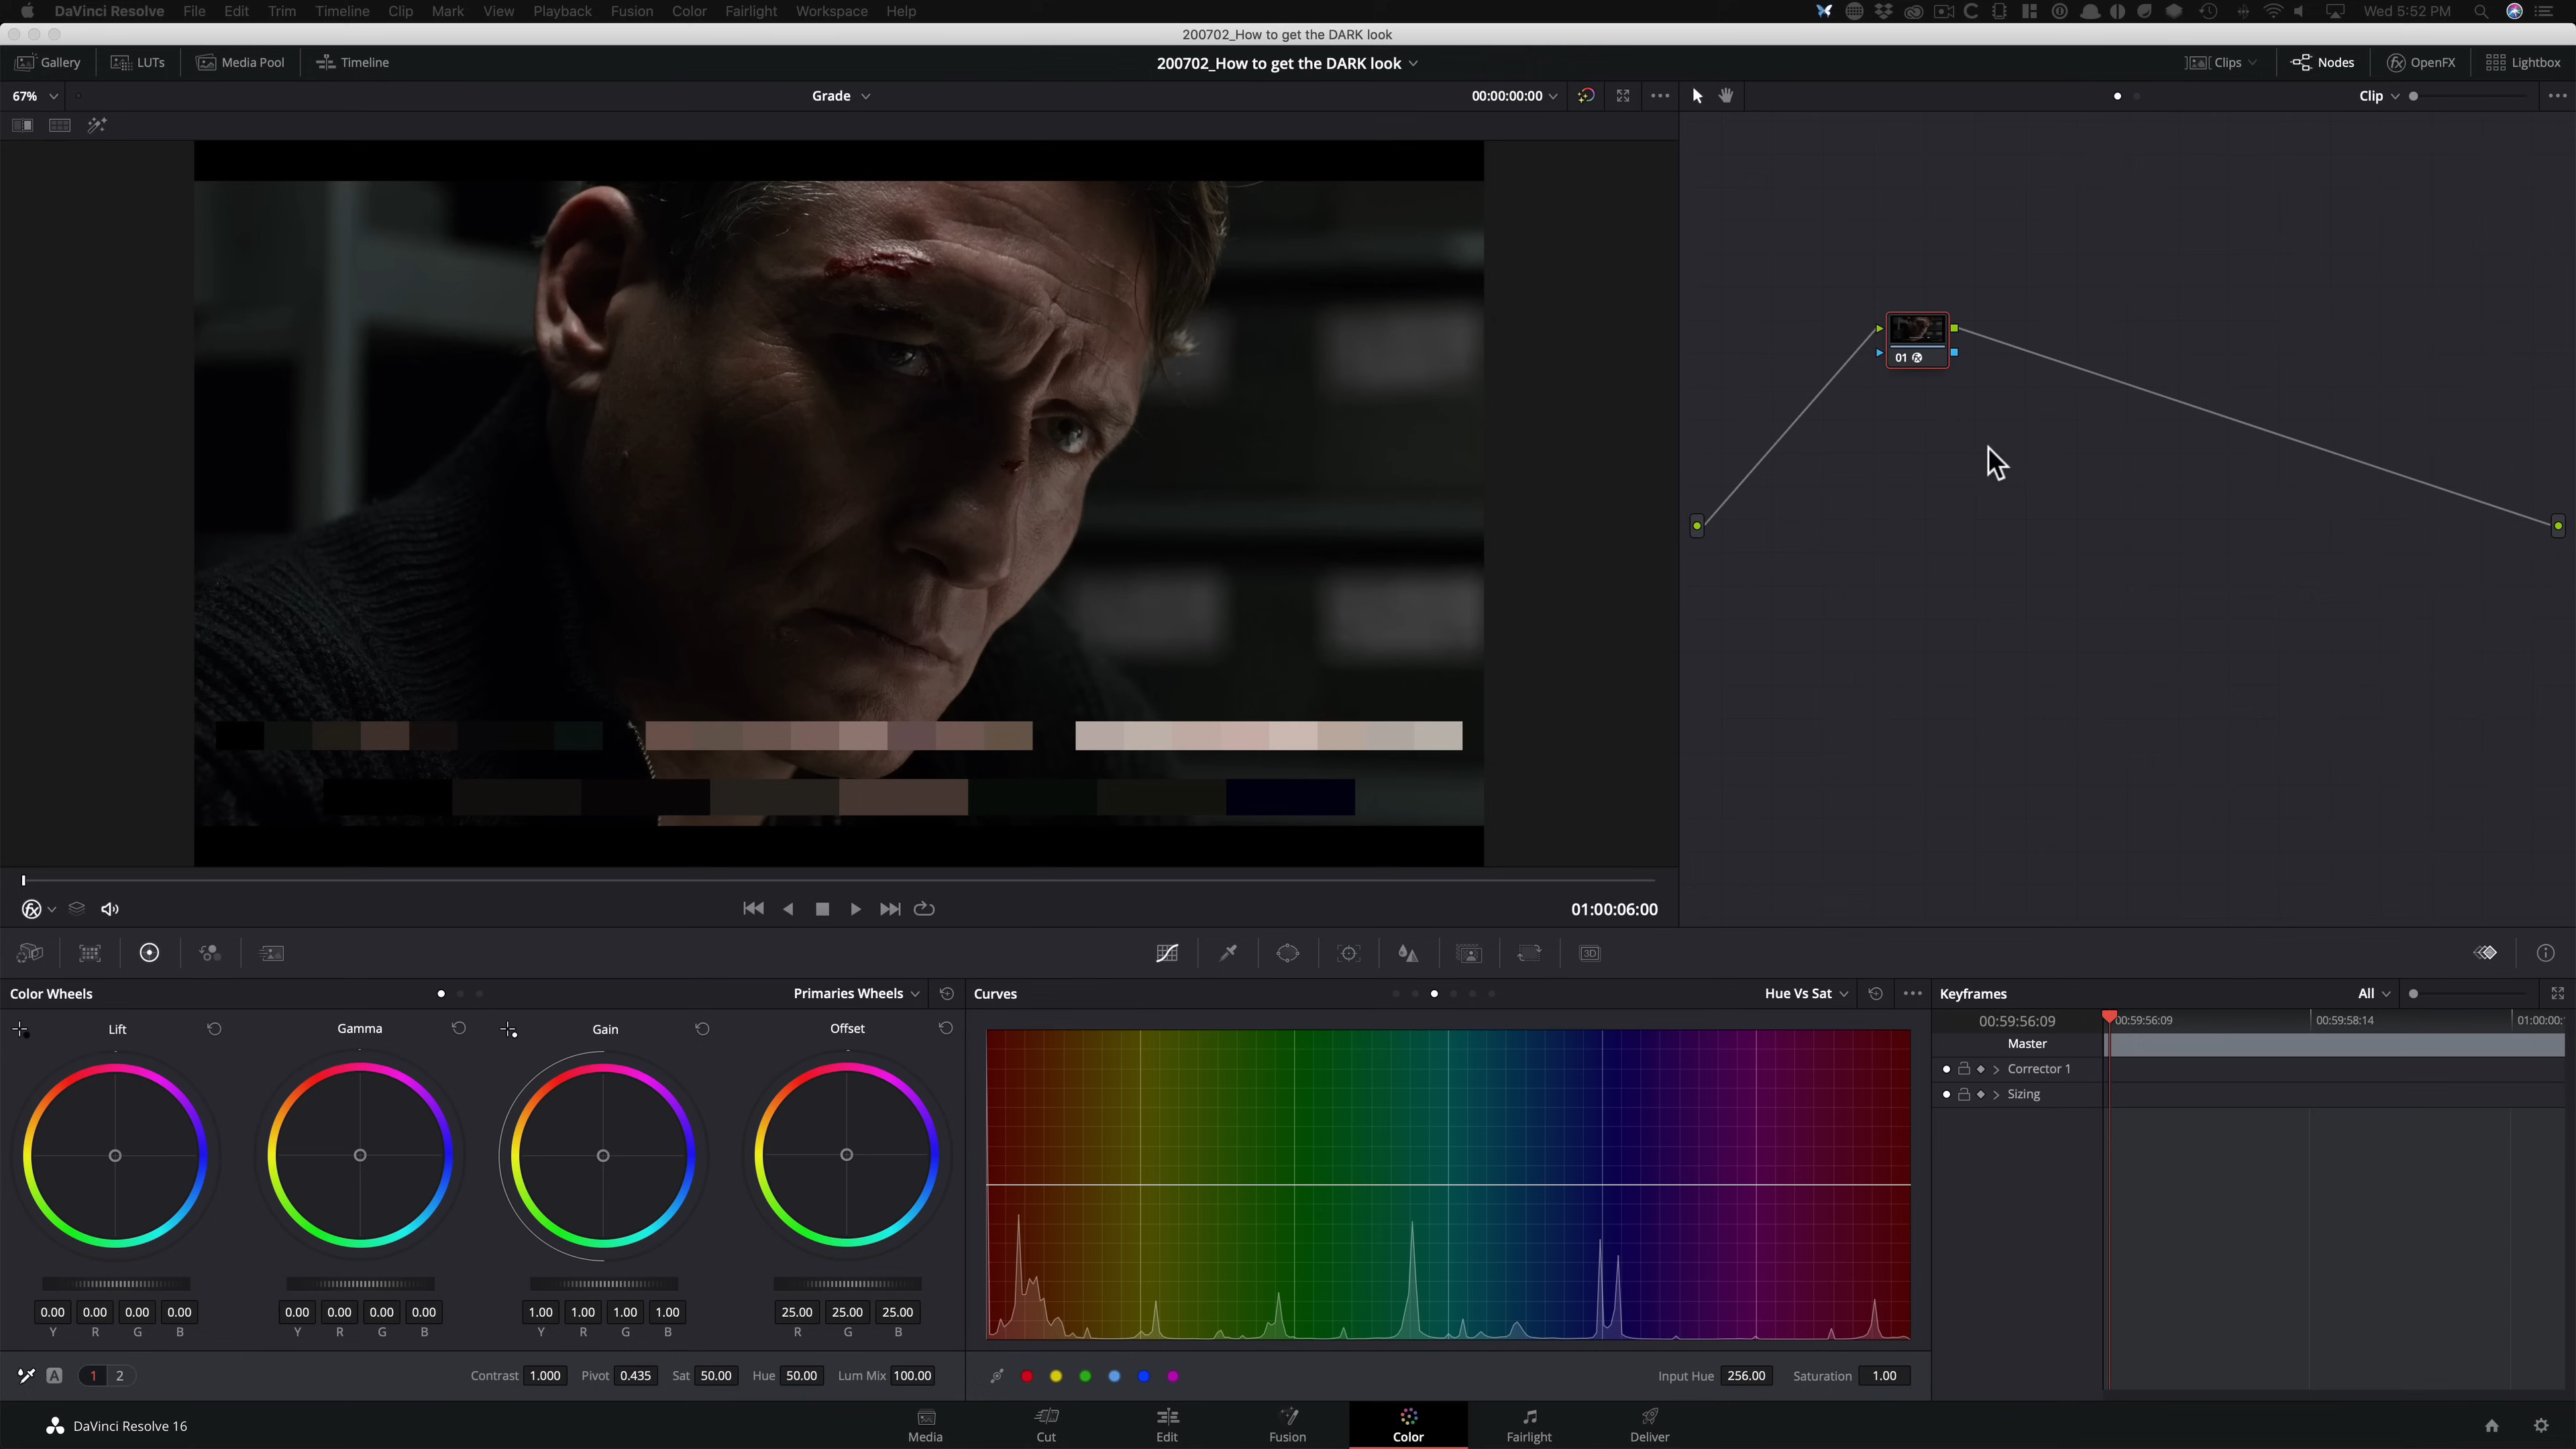 DaVinci Resolve File Edit Trim Timeline Clip Mark View Playback Fusion Color Fairlight Workspace Help Wed 5:52 PM
200702_How to get the DARK look
Gallery LUTs Media Pool Timeline 200702_How to get the DARK look Clips Nodes OpenFX Lightbox
67% Grade 00:00:00:00 Clip
01
01:00:06:00
Color Wheels Primaries Wheels Curves Hue Vs Sat Keyframes All
Lift Gamma Gain Offset 00:59:56:09 00:59:56:09 00:59:58:14 01:00:00:
Master
Corrector 1
Sizing
0.00 0.00 0.00 0.00 0.00 0.00 0.00 0.00 1.00 1.00 1.00 1.00 25.00 25.00 25.00
Y R G B Y R G B Y R G B R G B
A 1 2 Contrast 1.000 Pivot 0.435 Sat 50.00 Hue 50.00 Lum Mix 100.00 Input Hue 256.00 Saturation 1.00
DaVinci Resolve 16 Media Cut Edit Fusion Color Fairlight Deliver
3D